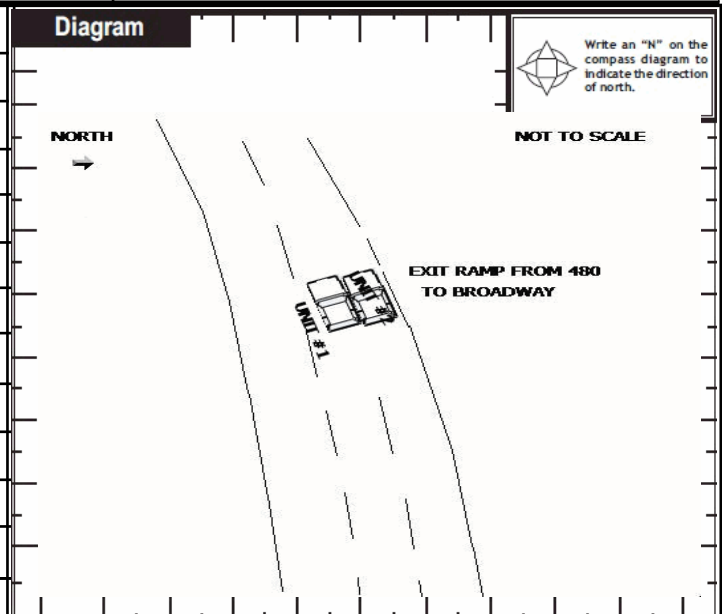 Diagram
Write an “N” on the
compass diagram to
indicate the direction
of north.
NORTH
NOT TO SCALE
EXIT RAMP FROM 480
TO BROADWAY
UNIT #
UNIT #1